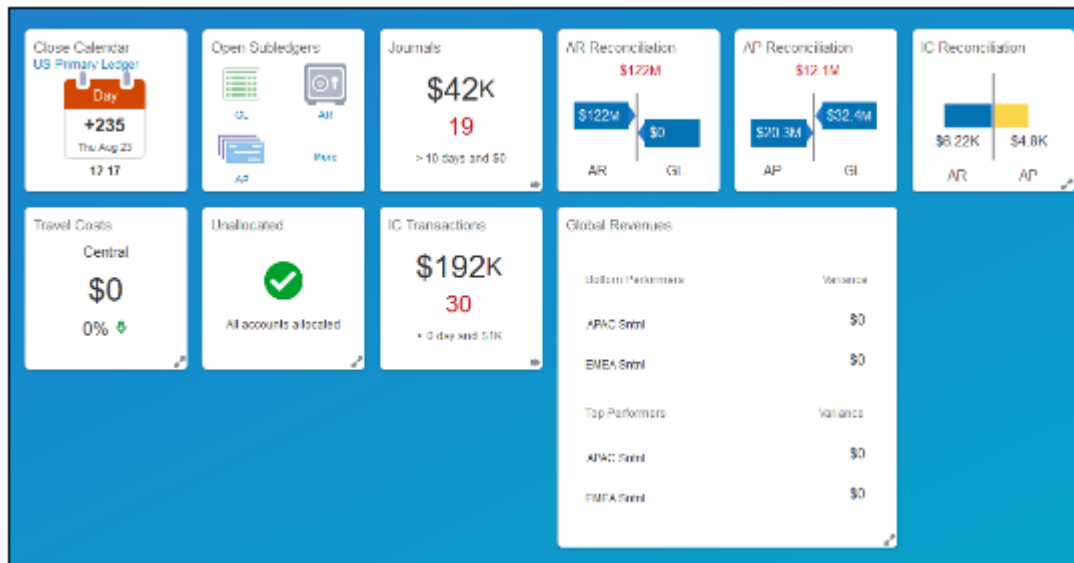 Close Calendar
US Primary Ledger
Day
+235
Thu Aug 23
12 17
Open Subledgers
GL
AR
AP
More
Journals
$42K
19
> 10 days and $0
AR Reconciliation
$122M
$122M
$0
AR GL
AP Reconciliation
$12.1M
$20.3M
$32.4M
AP GL
IC Reconciliation
$6.22K $4.8K
AR AP
Travel Costs
Central
$0
0%
Unallocated
All accounts allocated
IC Transactions
$192K
30
0 day and $1K
Global Revenues
Bottom Performers Variance
APAC Sntnl $0
EMEA Sntnl $0
Top Performers Variance
APAC Sntnl $0
EMEA Sntnl $0